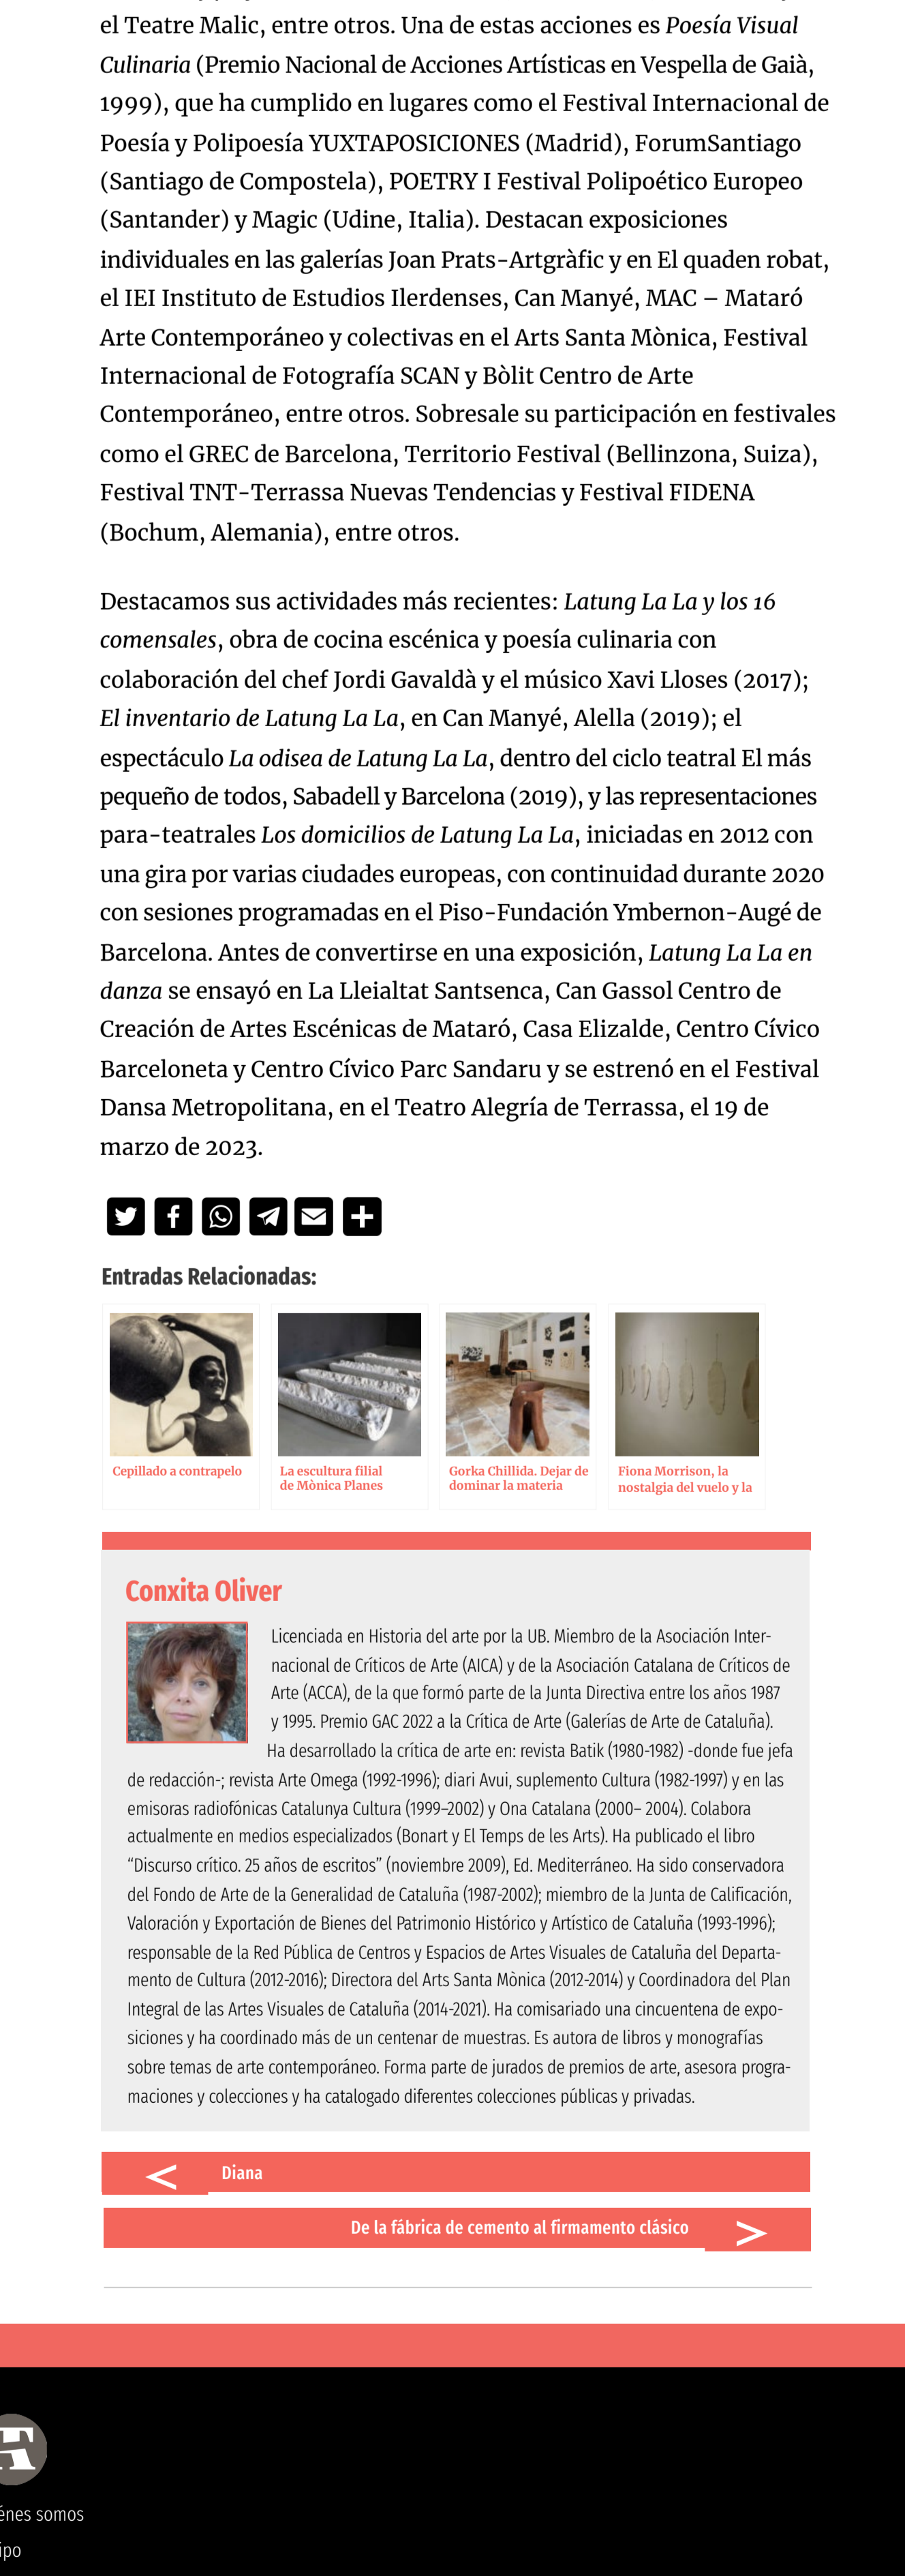 el Teatre Malic, entre otros. Una de estas acciones es Poesía Visual
Culinaria (Premio Nacional de Acciones Artísticas en Vespella de Gaià,
1999), que ha cumplido en lugares como el Festival Internacional de
Poesía y Polipoesía YUXTAPOSICIONES (Madrid), ForumSantiago
(Santiago de Compostela), POETRY I Festival Polipoético Europeo
(Santander) y Magic (Udine, Italia). Destacan exposiciones
individuales en las galerías Joan Prats-Artgràfic y en El quaden robat,
el IEI Instituto de Estudios Ilerdenses, Can Manyé, MAC – Mataró
Arte Contemporáneo y colectivas en el Arts Santa Mònica, Festival
Internacional de Fotografía SCAN y Bòlit Centro de Arte
Contemporáneo, entre otros. Sobresale su participación en festivales
como el GREC de Barcelona, Territorio Festival (Bellinzona, Suiza),
Festival TNT-Terrassa Nuevas Tendencias y Festival FIDENA
(Bochum, Alemania), entre otros.
Destacamos sus actividades más recientes: Latung La La y los 16
comensales, obra de cocina escénica y poesía culinaria con
colaboración del chef Jordi Gavaldà y el músico Xavi Lloses (2017);
El inventario de Latung La La, en Can Manyé, Alella (2019); el
espectáculo La odisea de Latung La La, dentro del ciclo teatral El más
pequeño de todos, Sabadell y Barcelona (2019), y las representaciones
para-teatrales Los domicilios de Latung La La, iniciadas en 2012 con
una gira por varias ciudades europeas, con continuidad durante 2020
con sesiones programadas en el Piso-Fundación Ymbernon-Augé de
Barcelona. Antes de convertirse en una exposición, Latung La La en
danza se ensayó en La Lleialtat Santsenca, Can Gassol Centro de
Creación de Artes Escénicas de Mataró, Casa Elizalde, Centro Cívico
Barceloneta y Centro Cívico Parc Sandaru y se estrenó en el Festival
Dansa Metropolitana, en el Teatro Alegría de Terrassa, el 19 de
marzo de 2023.
Entradas Relacionadas:
Cepillado a contrapelo
La escultura filial
de Mònica Planes
Gorka Chillida. Dejar de
dominar la materia
Fiona Morrison, la
nostalgia del vuelo y la
Conxita Oliver
Licenciada en Historia del arte por la UB. Miembro de la Asociación Inter-
nacional de Críticos de Arte (AICA) y de la Asociación Catalana de Críticos de
Arte (ACCA), de la que formó parte de la Junta Directiva entre los años 1987
y 1995. Premio GAC 2022 a la Crítica de Arte (Galerías de Arte de Cataluña).
Ha desarrollado la crítica de arte en: revista Batik (1980-1982) -donde fue jefa
de redacción-; revista Arte Omega (1992-1996); diari Avui, suplemento Cultura (1982-1997) y en las
emisoras radiofónicas Catalunya Cultura (1999–2002) y Ona Catalana (2000– 2004). Colabora
actualmente en medios especializados (Bonart y El Temps de les Arts). Ha publicado el libro
“Discurso crítico. 25 años de escritos” (noviembre 2009), Ed. Mediterráneo. Ha sido conservadora
del Fondo de Arte de la Generalidad de Cataluña (1987-2002); miembro de la Junta de Calificación,
Valoración y Exportación de Bienes del Patrimonio Histórico y Artístico de Cataluña (1993-1996);
responsable de la Red Pública de Centros y Espacios de Artes Visuales de Cataluña del Departa-
mento de Cultura (2012-2016); Directora del Arts Santa Mònica (2012-2014) y Coordinadora del Plan
Integral de las Artes Visuales de Cataluña (2014-2021). Ha comisariado una cincuentena de expo-
siciones y ha coordinado más de un centenar de muestras. Es autora de libros y monografías
sobre temas de arte contemporáneo. Forma parte de jurados de premios de arte, asesora progra-
maciones y colecciones y ha catalogado diferentes colecciones públicas y privadas.
< Diana
De la fábrica de cemento al firmamento clásico >
énes somos
ipo